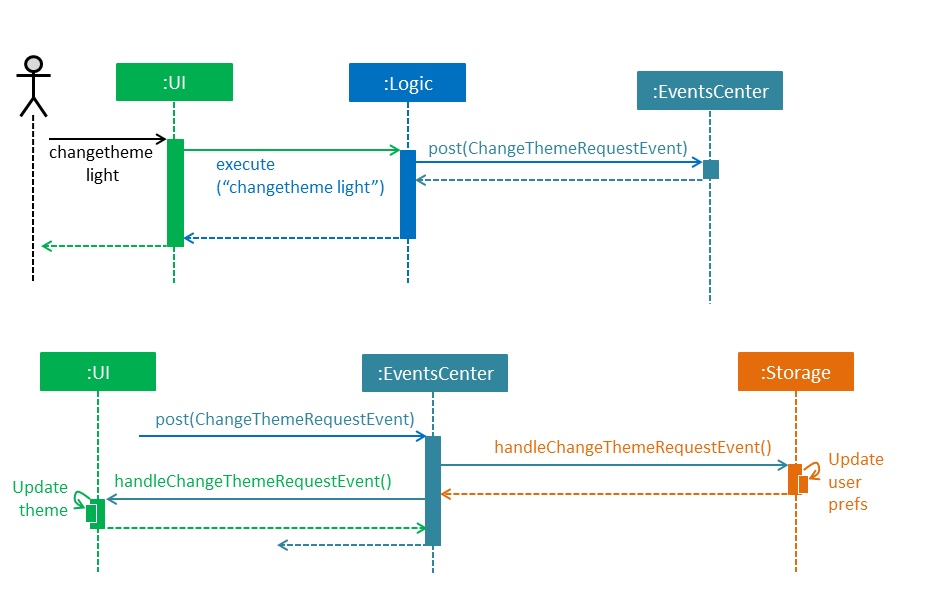 :UI
:Logic
:EventsCenter
changetheme
light
execute
(“changetheme light”)
post(ChangeThemeRequestEvent)
:UI
:EventsCenter
:Storage
post(ChangeThemeRequestEvent)
handleChangeThemeRequestEvent()
Update
user
prefs
handleChangeThemeRequestEvent()
Update
theme